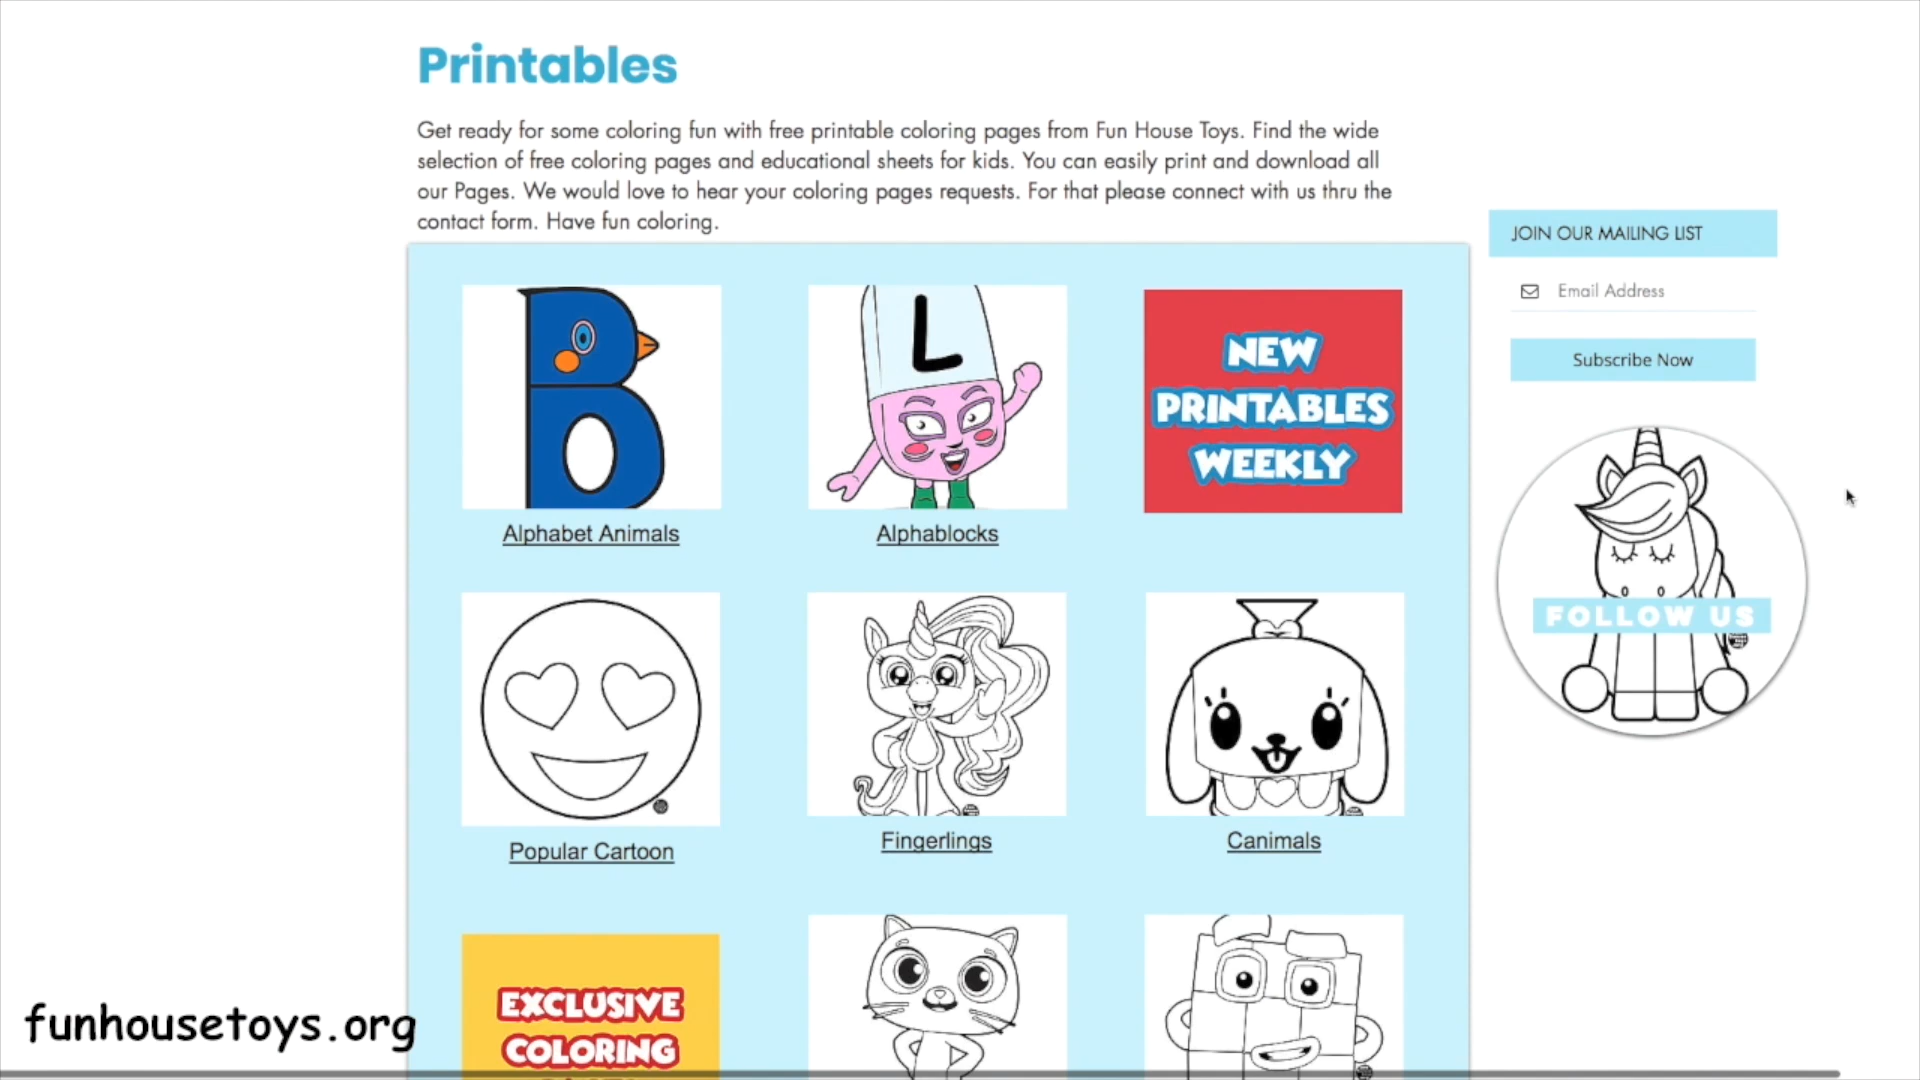 Printables
Get ready for some coloring fun with free printable coloring pages from Fun House Toys. Find the wide
selection of free coloring pages and educational sheets for kids. You can easily print and download all
our Pages. We would love to hear your coloring pages requests. For that please connect with us thru the
contact form. Have fun coloring.
JOIN OUR MAILING LIST
Email Address
Subscribe Now
L
NEW
PRINTABLES
WEEKLY
Alphabet Animals
Alphablocks
FOLLOW US
Popular Cartoon
Fingerlings
Canimals
EXCLUSIVE
COLORING
funhousetoys.org